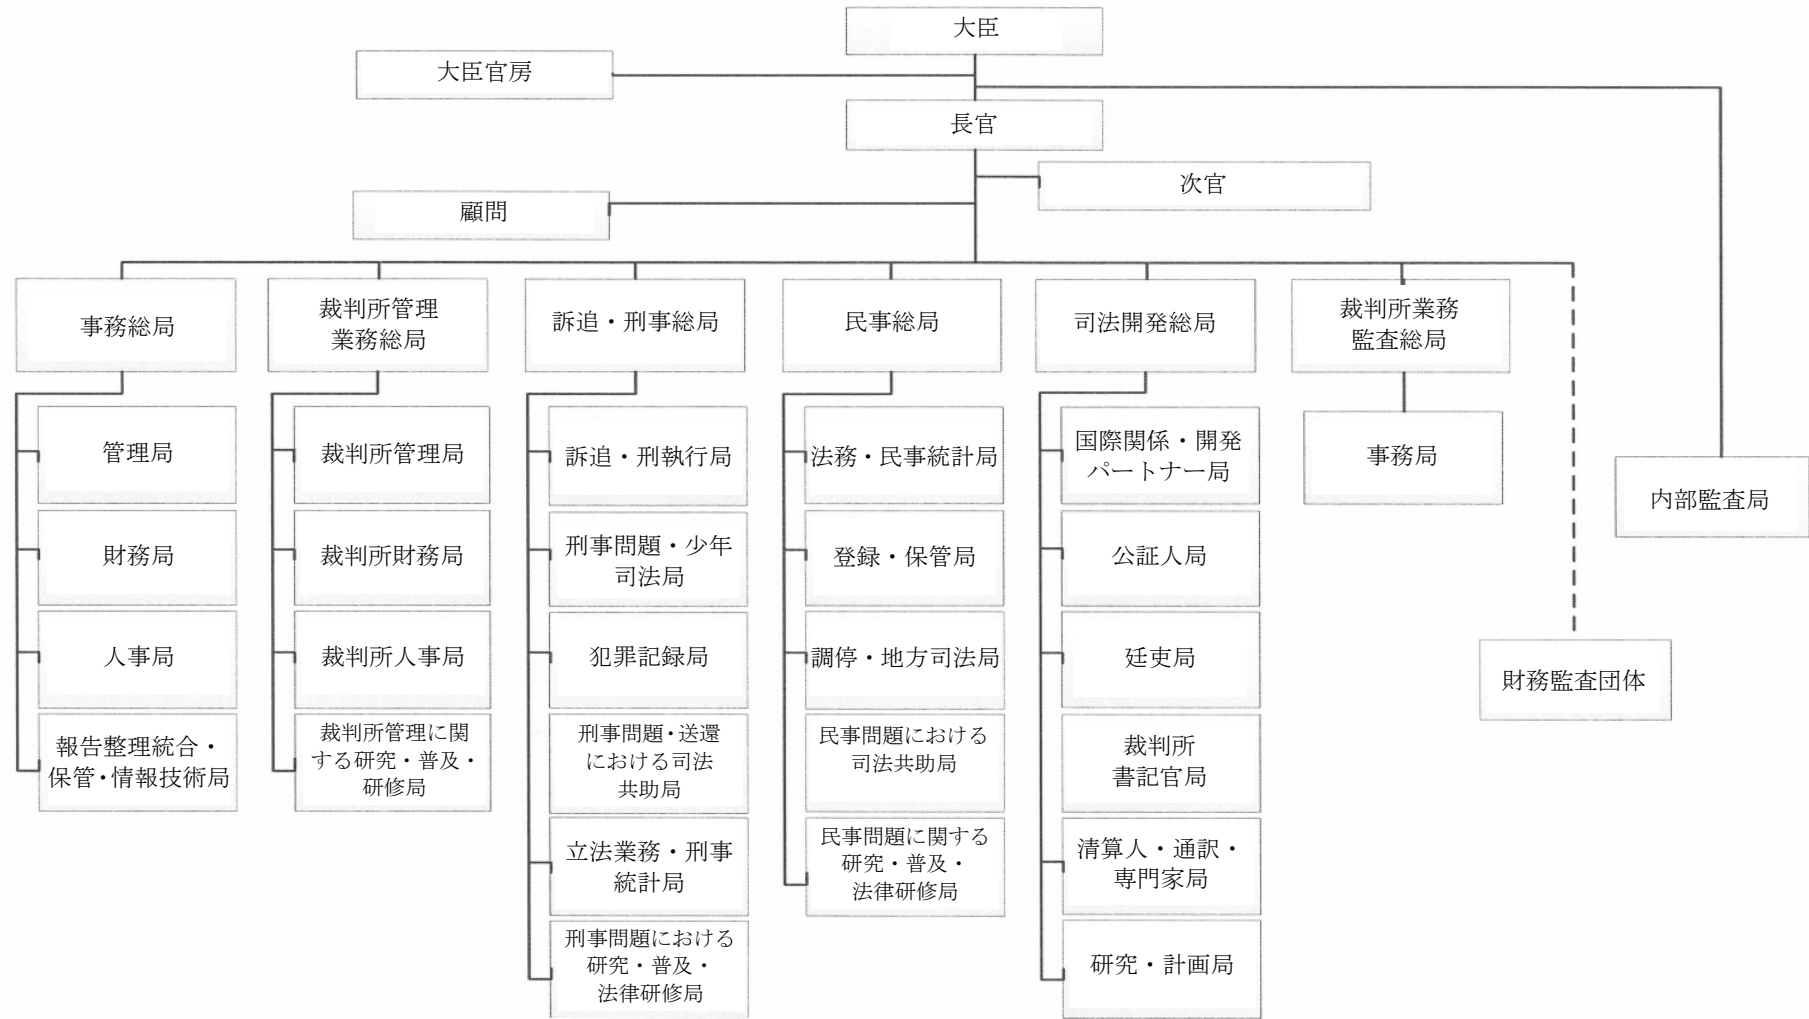 大臣
大臣官房
長官
次官
顧問
事務総局
裁判所管理
業務総局
訴追・刑事総局
民事総局
司法開発総局
裁判所業務
監査総局
管理局
財務局
人事局
報告整理統合・
保管・情報技術局
裁判所管理局
裁判所財務局
裁判所人事局
裁判所管理に関
する研究・普及・
研修局
訴追・刑執行局
刑事問題・少年
司法局
犯罪記録局
刑事問題・送還
における司法
共助局
立法業務・刑事
統計局
刑事問題における
研究・普及・
法律研修局
法務・民事統計局
登録・保管局
調停・地方司法局
民事問題における
司法共助局
民事問題に関する
研究・普及・
法律研修局
国際関係・開発
パートナー局
公証人局
廷吏局
裁判所
書記官局
清算人・通訳・
専門家局
研究・計画局
事務局
内部監査局
財務監査団体